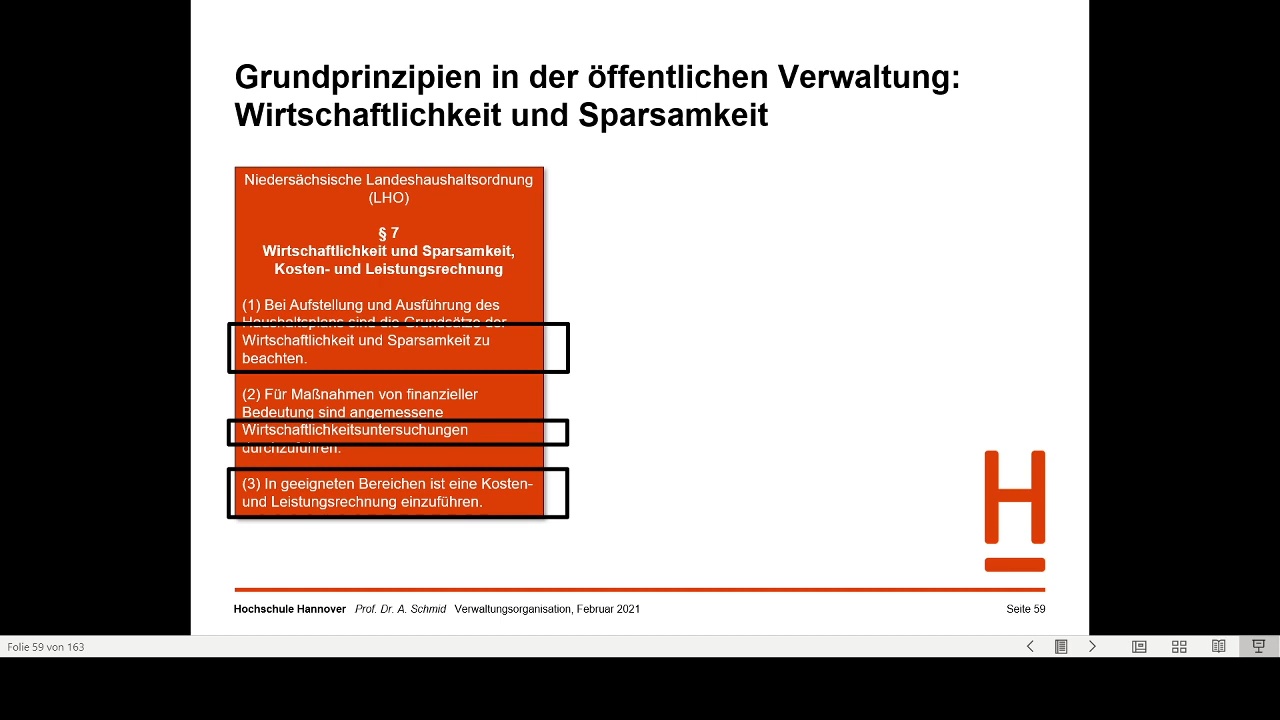 Grundprinzipien in der öffentlichen Verwaltung:
Wirtschaftlichkeit und Sparsamkeit
Niedersächsische Landeshaushaltsordnung
(LHO)
§ 7
Wirtschaftlichkeit und Sparsamkeit,
Kosten- und Leistungsrechnung
(1) Bei Aufstellung und Ausführung des
Haushaltsplans sind die Grundsätze der
Wirtschaftlichkeit und Sparsamkeit zu
beachten.
(2) Für Maßnahmen von finanzieller
Bedeutung sind angemessene
Wirtschaftlichkeitsuntersuchungen
durchzuführen.
(3) In geeigneten Bereichen ist eine Kosten-
und Leistungsrechnung einzuführen.
H
Hochschule Hannover Prof. Dr. A. Schmid Verwaltungsorganisation, Februar 2021
Seite 59
Folie 59 von 163